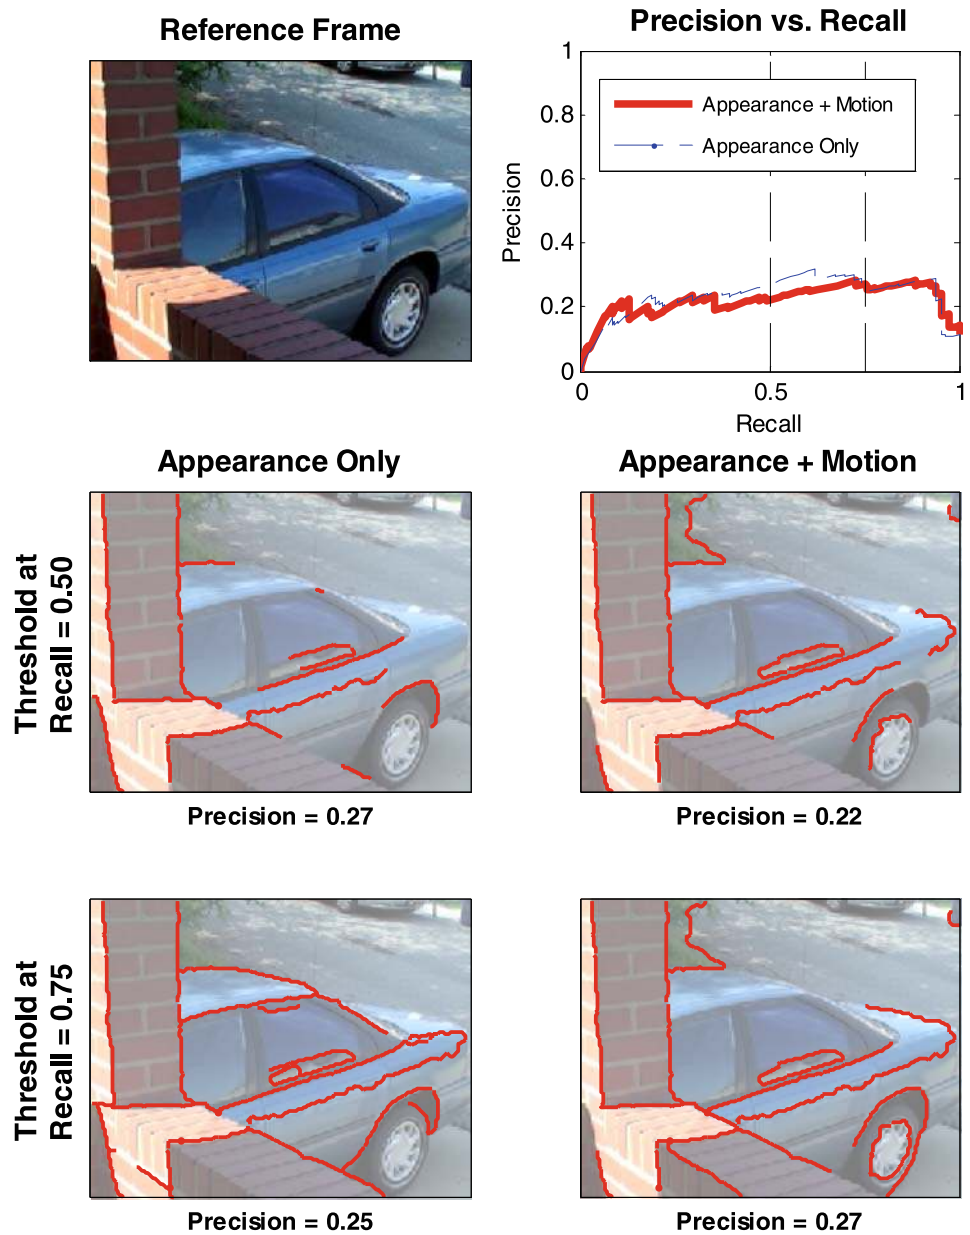 Reference Frame
Precision vs. Recall
1
0.8
0.6
0.4
0.2
0
Precision
Appearance + Motion
Appearance Only
0
0.5
1
Recall
Appearance Only
Appearance + Motion
Threshold at
Recall = 0.50
Precision = 0.27
Precision = 0.22
Threshold at
Recall = 0.75
Precision = 0.25
Precision = 0.27